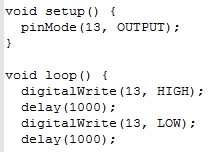 void setup() {
  pinMode(13, OUTPUT);
}

void loop() {
  digitalWrite(13, HIGH);
  delay(1000);
  digitalWrite(13, LOW);
  delay(1000);